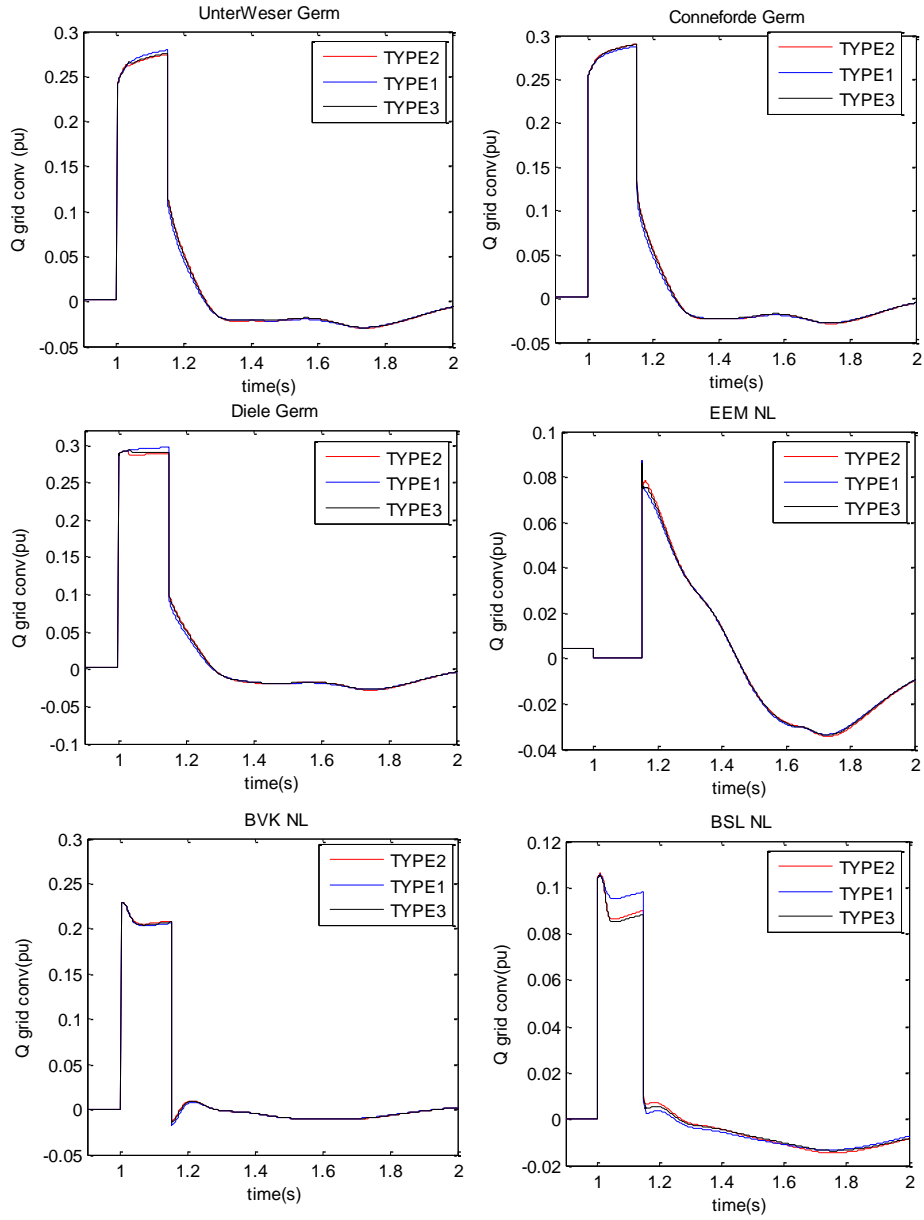 UnterWeser Germ
0.3
0.25
0.2
0.15
0.1
0.05
0
-0.05
Q grid conv (pu)
TYPE2
TYPE1
TYPE3
1 1.2 1.4 1.6 1.8 2
time(s)
Conneforde Germ
0.3
0.25
0.2
0.15
0.1
0.05
0
-0.05
Q grid conv(pu)
TYPE2
TYPE1
TYPE3
1 1.2 1.4 1.6 1.8 2
time(s)
Diele Germ
0.3
0.25
0.2
0.15
0.1
0.05
0
-0.05
-0.1
Q grid conv(pu)
TYPE2
TYPE1
TYPE3
1 1.2 1.4 1.6 1.8 2
time(s)
EEM NL
0.1
0.08
0.06
0.04
0.02
0
-0.02
-0.04
Q grid conv(pu)
TYPE2
TYPE1
TYPE3
1 1.2 1.4 1.6 1.8 2
time(s)
BVK NL
0.3
0.25
0.2
0.15
0.1
0.05
0
-0.05
Q grid conv(pu)
TYPE2
TYPE1
TYPE3
1 1.2 1.4 1.6 1.8 2
time(s)
BSL NL
0.12
0.1
0.08
0.06
0.04
0.02
0
-0.02
Q grid conv(pu)
TYPE2
TYPE1
TYPE3
1 1.2 1.4 1.6 1.8 2
time(s)